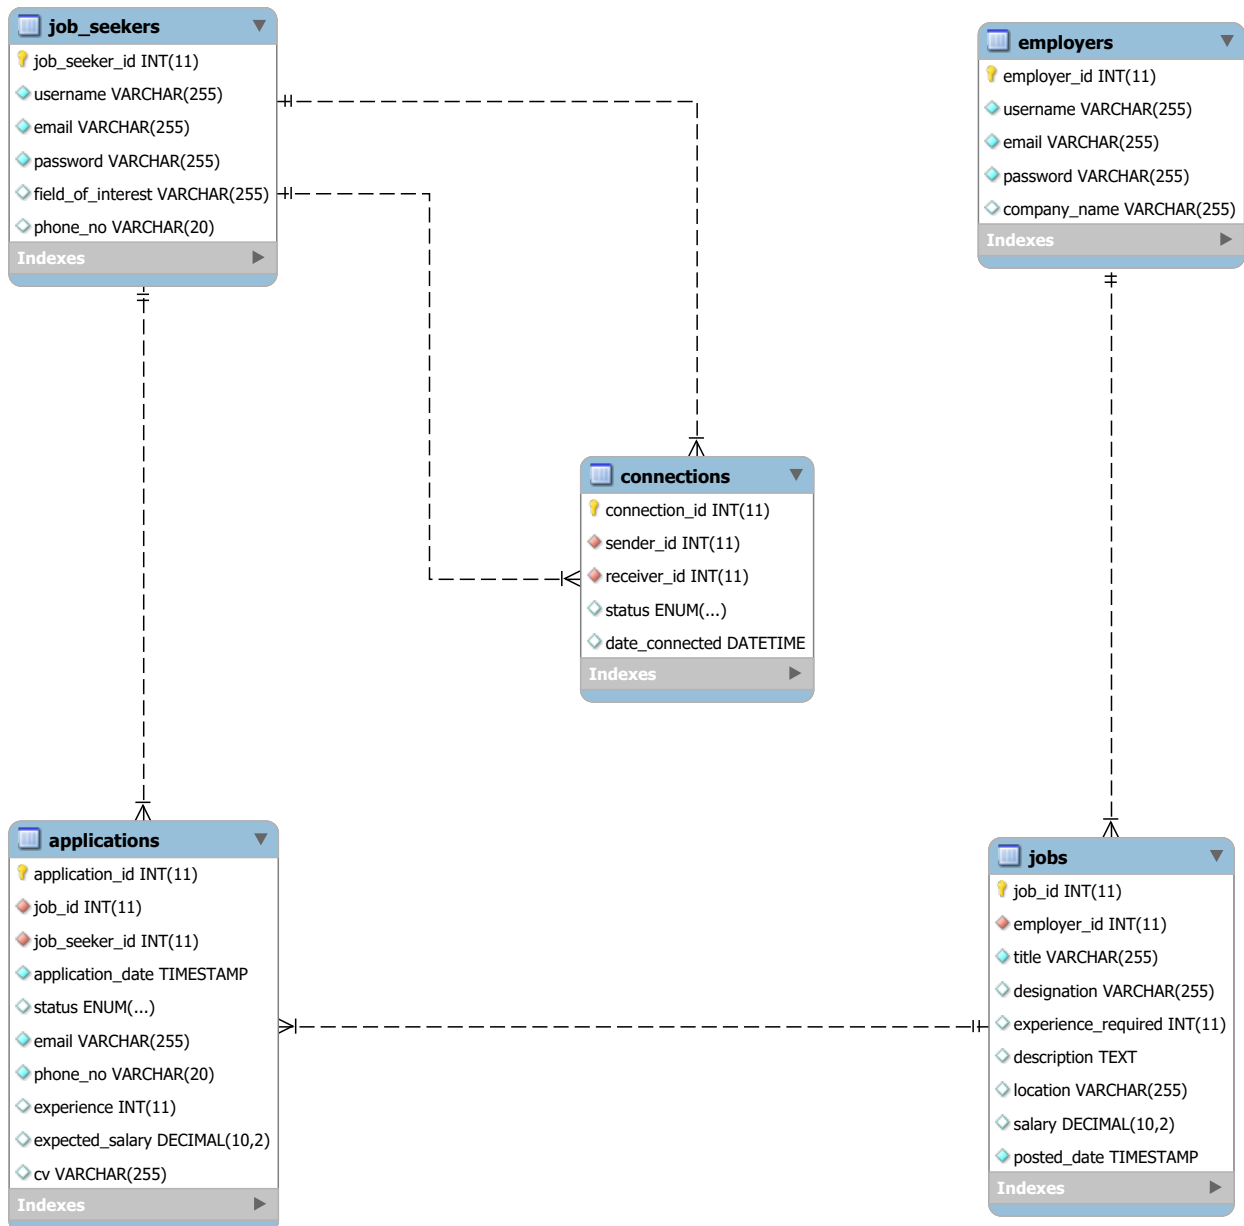 job_seekers
job_seeker_id INT(11)
username VARCHAR(255)
email VARCHAR(255)
password VARCHAR(255)
field_of_interest VARCHAR(255)
phone_no VARCHAR(20)
Indexes
employers
employer_id INT(11)
username VARCHAR(255)
email VARCHAR(255)
password VARCHAR(255)
company_name VARCHAR(255)
Indexes
connections
connection_id INT(11)
sender_id INT(11)
receiver_id INT(11)
status ENUM(...)
date_connected DATETIME
Indexes
applications
application_id INT(11)
job_id INT(11)
job_seeker_id INT(11)
application_date TIMESTAMP
status ENUM(...)
email VARCHAR(255)
phone_no VARCHAR(20)
experience INT(11)
expected_salary DECIMAL(10,2)
cv VARCHAR(255)
Indexes
jobs
job_id INT(11)
employer_id INT(11)
title VARCHAR(255)
designation VARCHAR(255)
experience_required INT(11)
description TEXT
location VARCHAR(255)
salary DECIMAL(10,2)
posted_date TIMESTAMP
Indexes